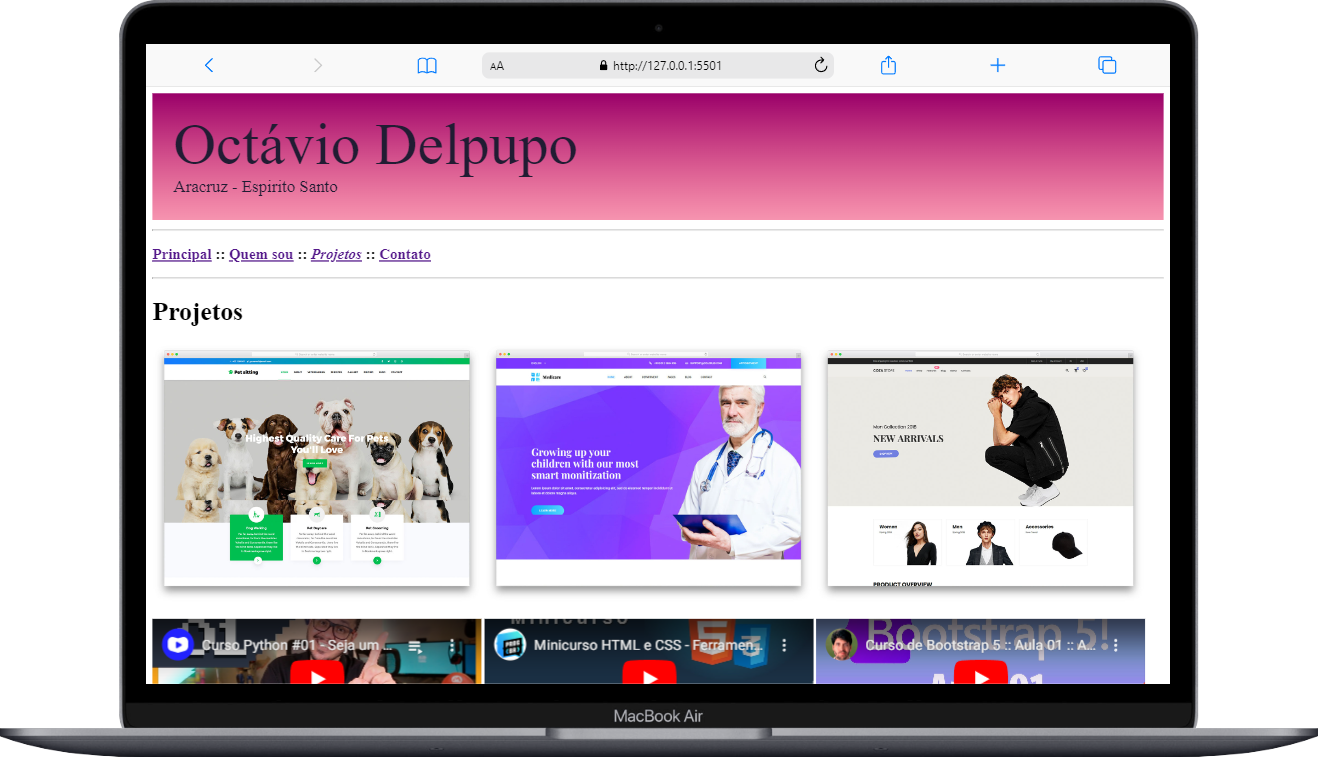 AA
http://127.0.0.1:5501
Octávio Delpupo
Aracruz - Espirito Santo
Principal :: Quem sou :: Projetos :: Contato
Projetos
Pet sitting
Highest Quality Care For Pets
You'll Love
Dog Walking
Pet Daycare
Pet Grooming
Medicare
Growing up your
children with our most
smart monitization
COZA STORE
Men Collection 2018
NEW ARRIVALS
Women
Men
Accessories
PRODUCT OVERVIEW
Curso Python #01 - Seja um ...
Minicurso HTML e CSS - Ferramen...
Curso de Bootstrap 5 :: Aula 01 :: A...
MacBook Air